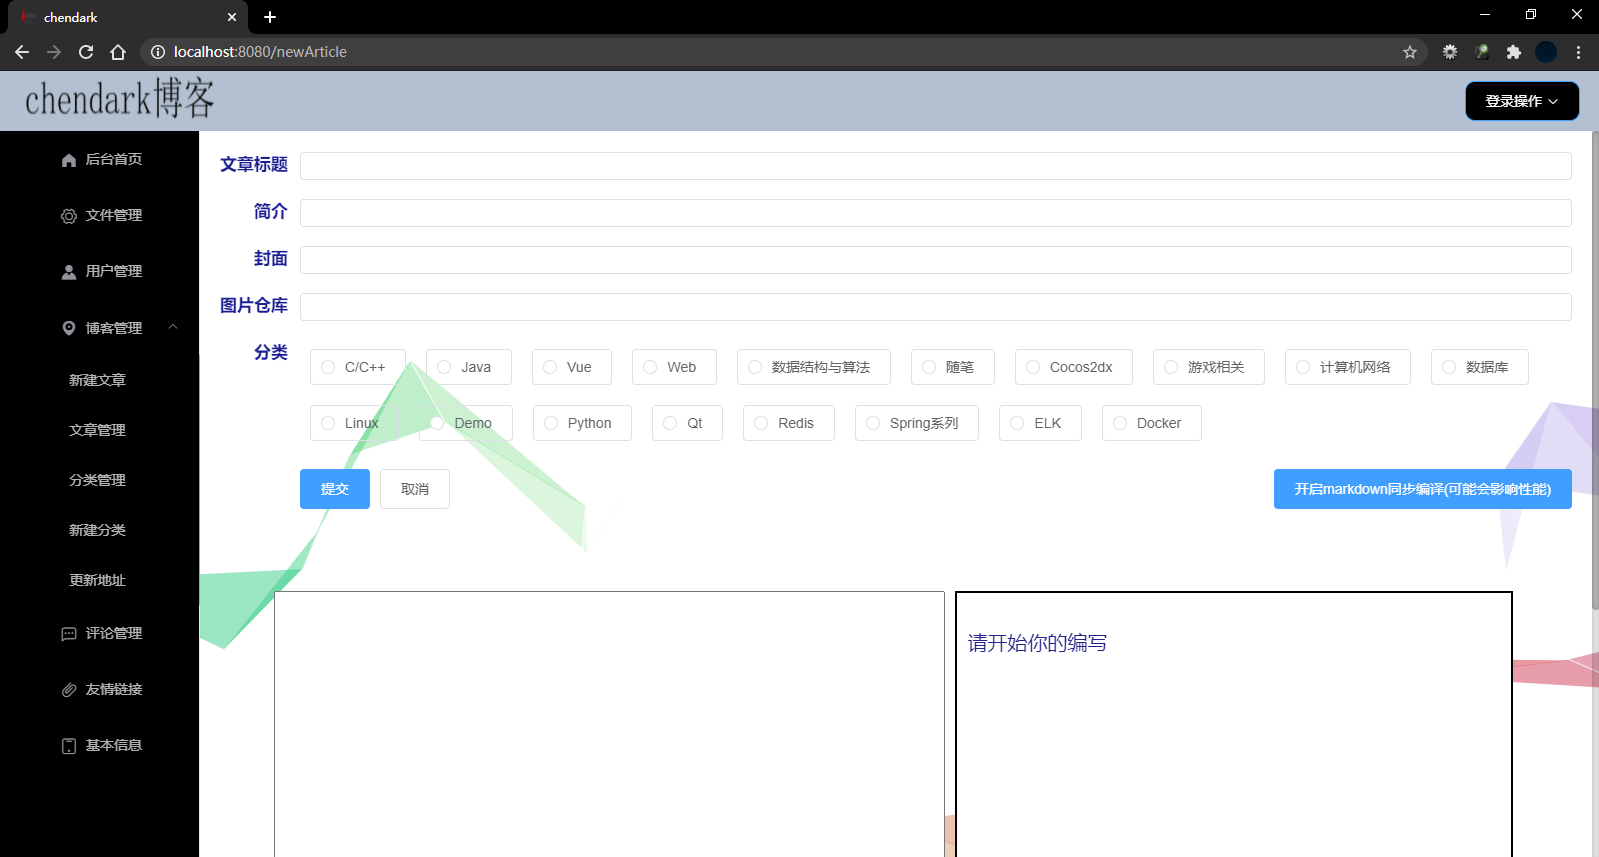 chendark
localhost:8080/newArticle
chendark博客
登录操作
后台首页
文件管理
用户管理
博客管理
新建文章
文章管理
分类管理
新建分类
更新地址
评论管理
友情链接
基本信息
文章标题
简介
封面
图片仓库
分类
C/C++ Java Vue Web 数据结构与算法 随笔 Cocos2dx 游戏相关 计算机网络 数据库
Linux Demo Python Qt Redis Spring系列 ELK Docker
提交 取消 开启markdown同步编译(可能会影响性能)
请开始你的编写